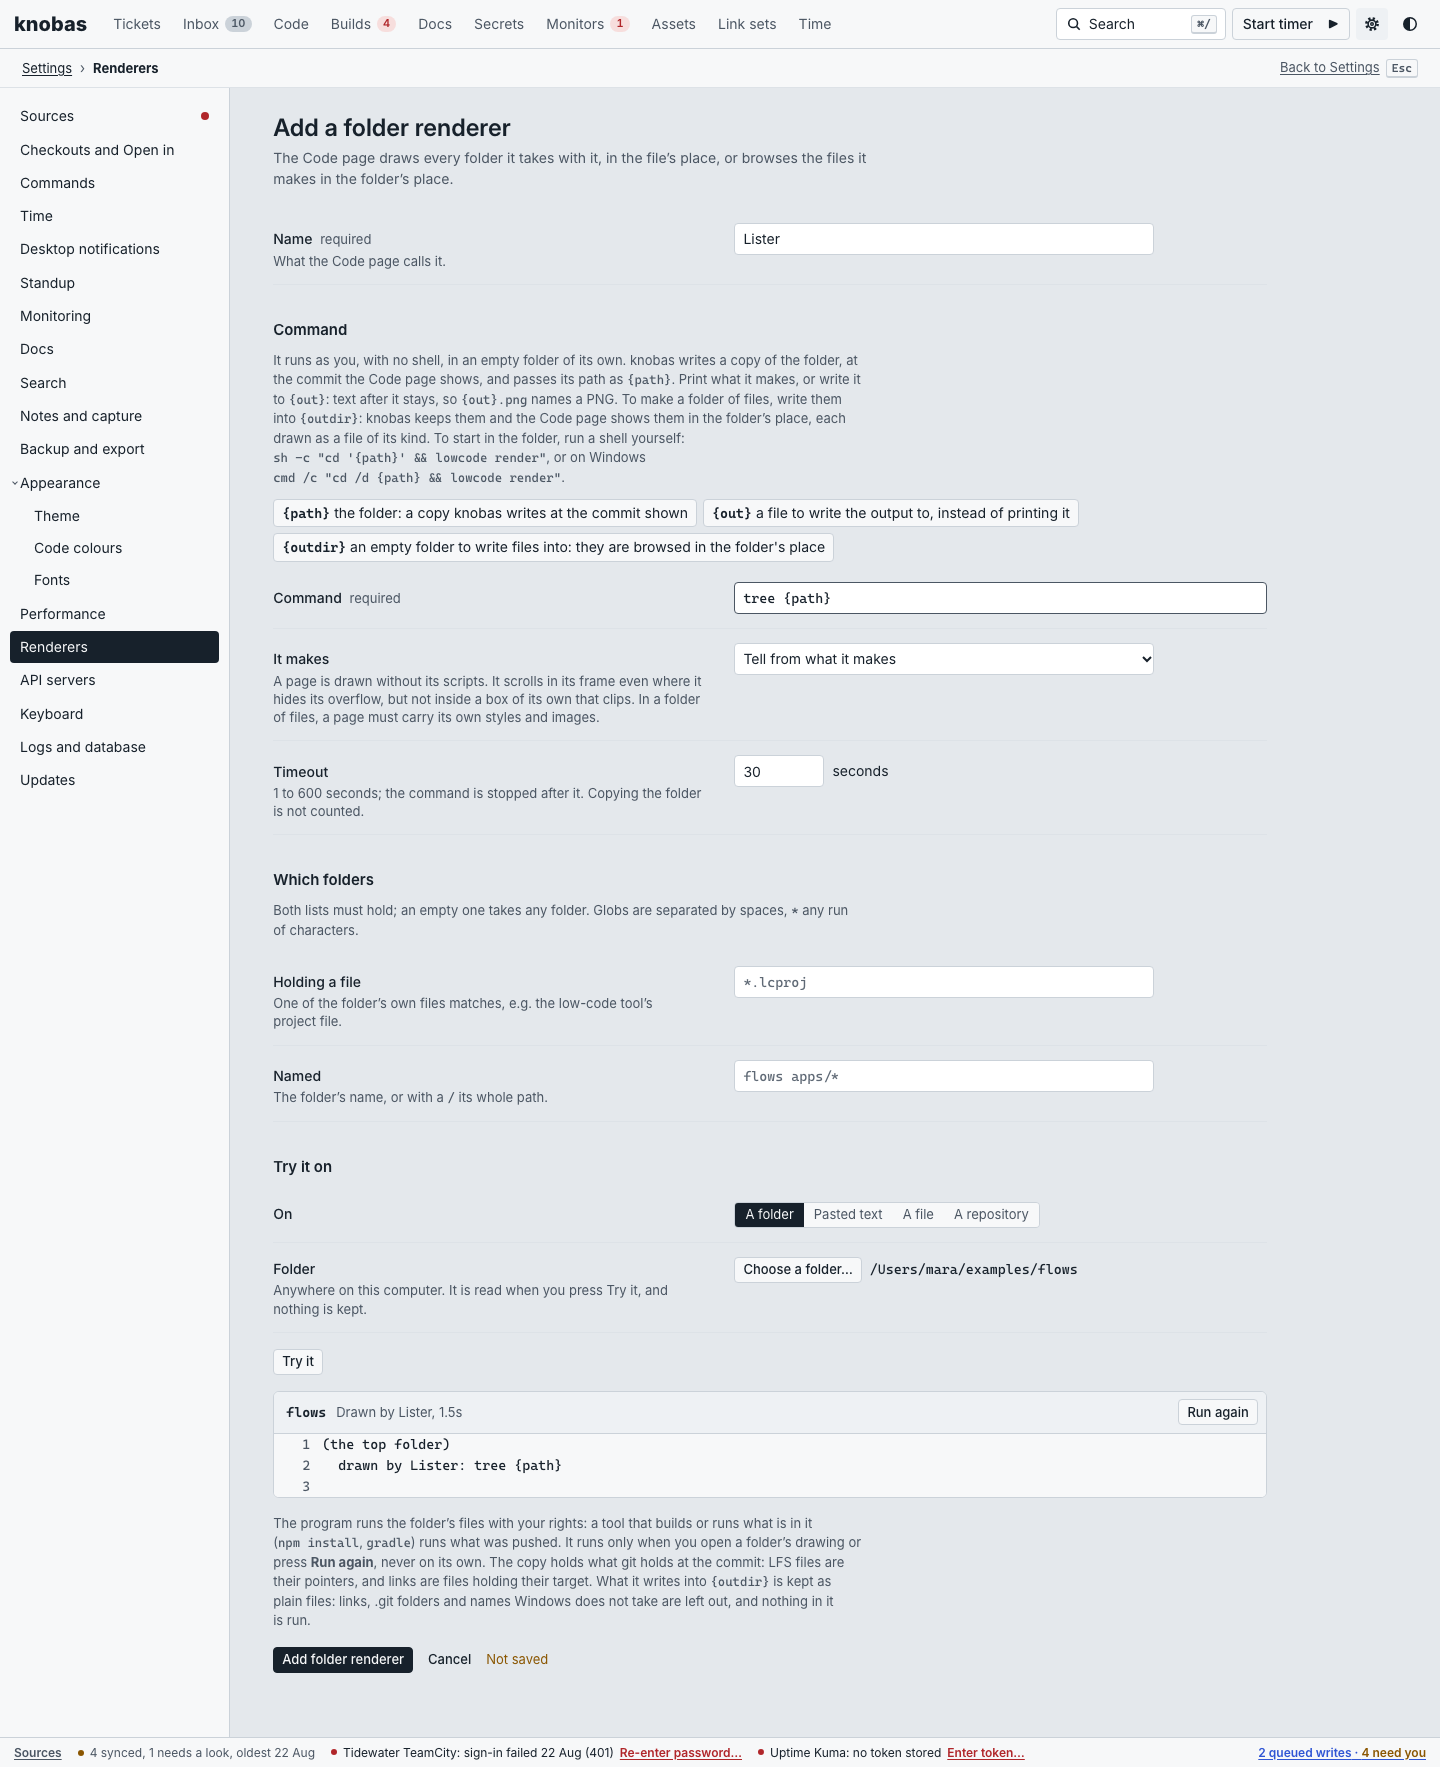 knobas Tickets Inbox 10 Code Builds 4 Docs Secrets Monitors 1 Assets Link sets Time Search ⌘/ Start timer
Settings › Renderers Back to Settings Esc
Sources
Checkouts and Open in
Commands
Time
Desktop notifications
Standup
Monitoring
Docs
Search
Notes and capture
Backup and export
Appearance
Theme
Code colours
Fonts
Performance
Renderers
API servers
Keyboard
Logs and database
Updates
Add a folder renderer
The Code page draws every folder it takes with it, in the file’s place, or browses the files it
makes in the folder’s place.
Name required
What the Code page calls it.
Lister
Command
It runs as you, with no shell, in an empty folder of its own. knobas writes a copy of the folder, at
the commit the Code page shows, and passes its path as {path}. Print what it makes, or write it
to {out}: text after it stays, so {out}.png names a PNG. To make a folder of files, write them
into {outdir}: knobas keeps them and the Code page shows them in the folder’s place, each
drawn as a file of its kind. To start in the folder, run a shell yourself:
sh -c "cd '{path}' && lowcode render", or on Windows
cmd /c "cd /d {path} && lowcode render".
{path} the folder: a copy knobas writes at the commit shown
{out} a file to write the output to, instead of printing it
{outdir} an empty folder to write files into: they are browsed in the folder's place
Command required
tree {path}
It makes
A page is drawn without its scripts. It scrolls in its frame even where it
hides its overflow, but not inside a box of its own that clips. In a folder
of files, a page must carry its own styles and images.
Tell from what it makes
Timeout
1 to 600 seconds; the command is stopped after it. Copying the folder
is not counted.
30 seconds
Which folders
Both lists must hold; an empty one takes any folder. Globs are separated by spaces, * any run
of characters.
Holding a file
One of the folder’s own files matches, e.g. the low-code tool’s
project file.
*.lcproj
Named
The folder’s name, or with a / its whole path.
flows apps/*
Try it on
On
A folder Pasted text A file A repository
Folder
Anywhere on this computer. It is read when you press Try it, and
nothing is kept.
Choose a folder… /Users/mara/examples/flows
Try it
flows Drawn by Lister, 1.5s Run again
1 (the top folder)
2 drawn by Lister: tree {path}
3
The program runs the folder’s files with your rights: a tool that builds or runs what is in it
(npm install, gradle) runs what was pushed. It runs only when you open a folder’s drawing or
press Run again, never on its own. The copy holds what git holds at the commit: LFS files are
their pointers, and links are files holding their target. What it writes into {outdir} is kept as
plain files: links, .git folders and names Windows does not take are left out, and nothing in it
is run.
Add folder renderer Cancel Not saved
Sources 4 synced, 1 needs a look, oldest 22 Aug Tidewater TeamCity: sign-in failed 22 Aug (401) Re-enter password… Uptime Kuma: no token stored Enter token… 2 queued writes · 4 need you